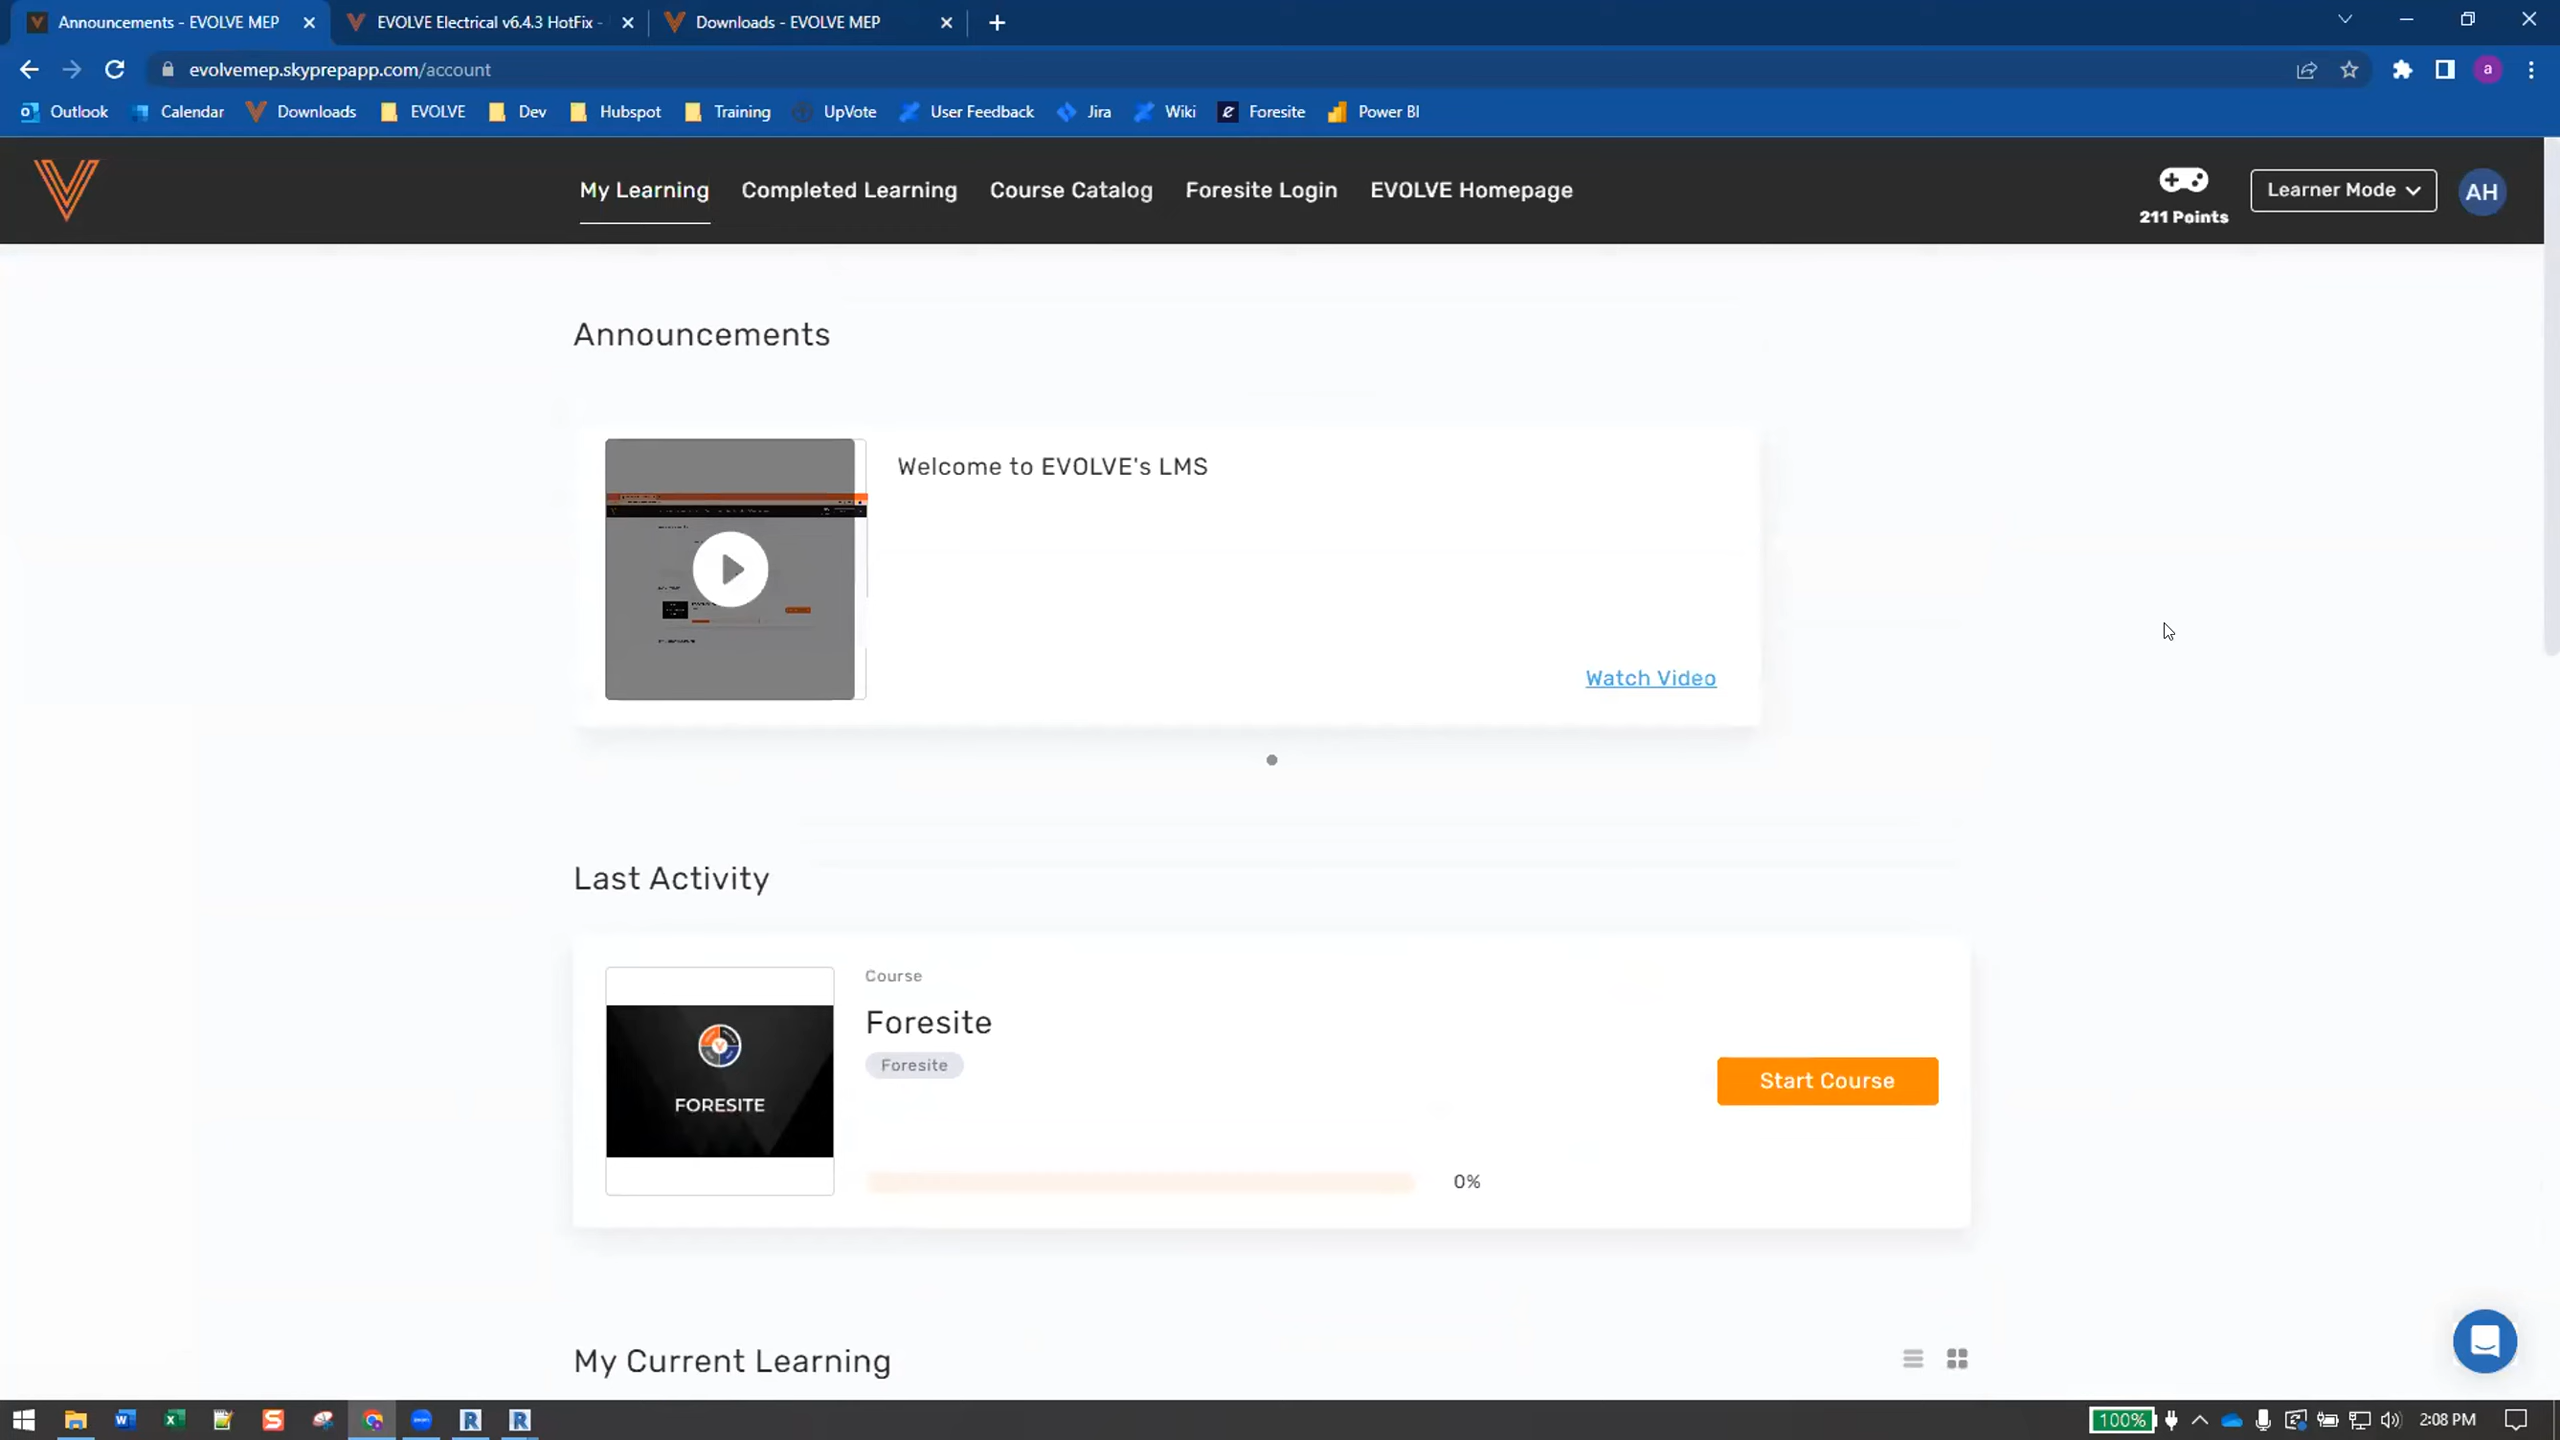 Announcements - EVOLVE MEP
EVOLVE Electrical v6.4.3 HotFix -
Downloads - EVOLVE MEP
evolvemep.skyprepapp.com/account
a
Outlook Calendar Downloads EVOLVE Dev Hubspot Training UpVote User Feedback Jira Wiki Foresite Power BI
My Learning Completed Learning Course Catalog Foresite Login EVOLVE Homepage
211 Points
Learner Mode
AH
Announcements
Welcome to EVOLVE's LMS
Watch Video
Last Activity
Course
Foresite
Foresite
FORESITE
Start Course
0%
My Current Learning
100%
2:08 PM